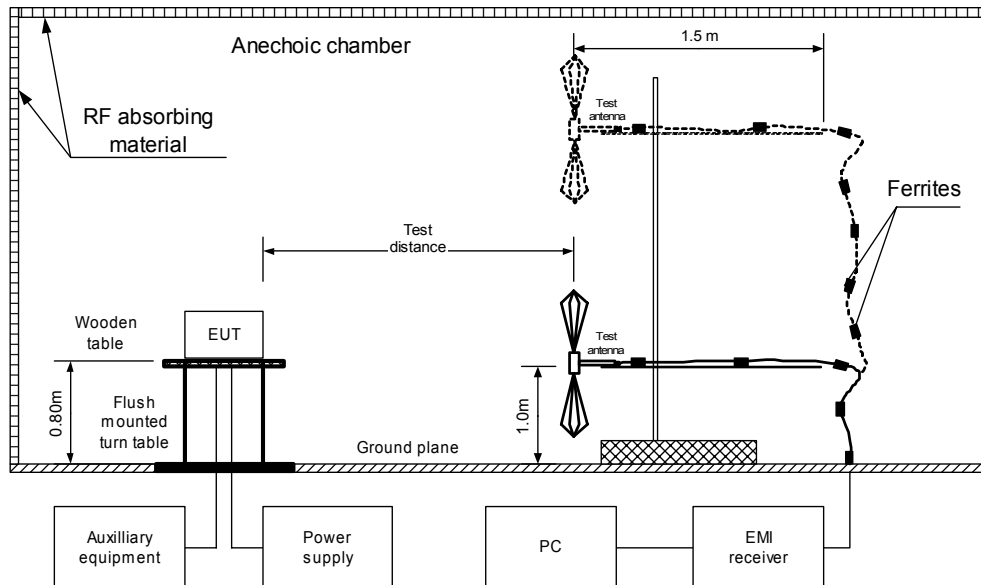 Anechoic chamber
1.5 m
RF absorbing
material
Test
antenna
Ferrites
Test
distance
Wooden
table
EUT
Test
antenna
0.80m
Flush
mounted
turn table
1.0m
Ground plane
Auxilliary
equipment
Power
supply
PC
EMI
receiver